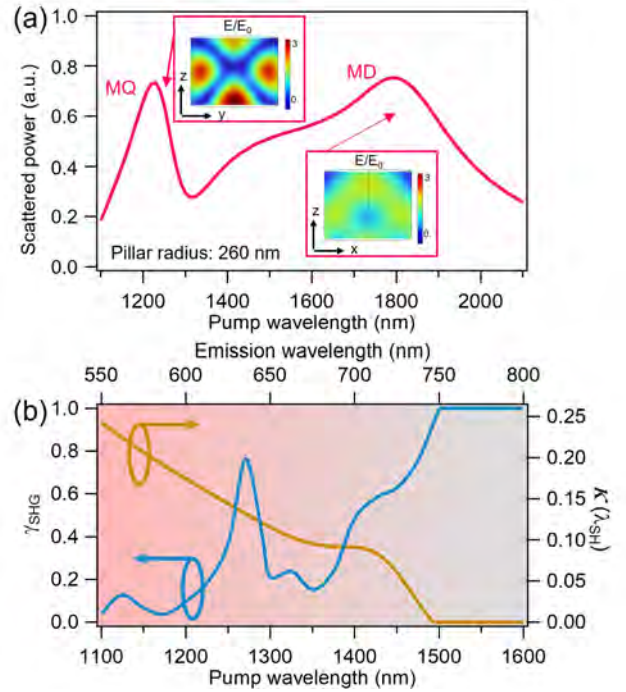 (a)
E/E₀
3
0
z
y
MQ
MD
E/E₀
3
0
z
x
Scattered power (a.u.)
1.0
0.8
0.6
0.4
0.2
0.0
Pillar radius: 260 nm
1200 1400 1600 1800 2000
Pump wavelength (nm)
Emission wavelength (nm)
550 600 650 700 750 800
(b)
γSHG
1.0
0.8
0.6
0.4
0.2
0.0
0.25
0.20
0.15
0.10
0.05
0.00
K (λSH)
1100 1200 1300 1400 1500 1600
Pump wavelength (nm)